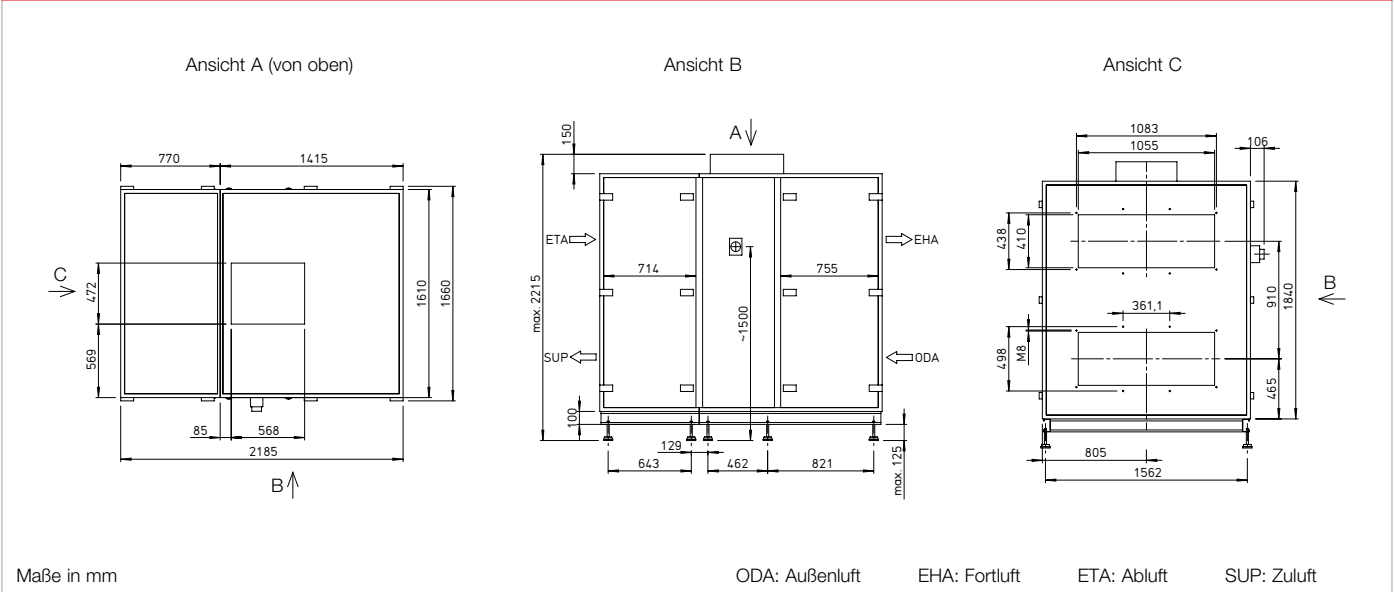 Ansicht A (von oben)
Ansicht B
Ansicht C
770
1415
C
472
569
1610
1660
85
568
2185
B
A
150
max. 2215
ETA
EHA
714
755
~1500
SUP
ODA
100
129
643
462
821
max. 125
1083
1055
106
438
410
361,1
910
1840
B
498
M8
465
805
1562
Maße in mm
ODA: Außenluft
EHA: Fortluft
ETA: Abluft
SUP: Zuluft